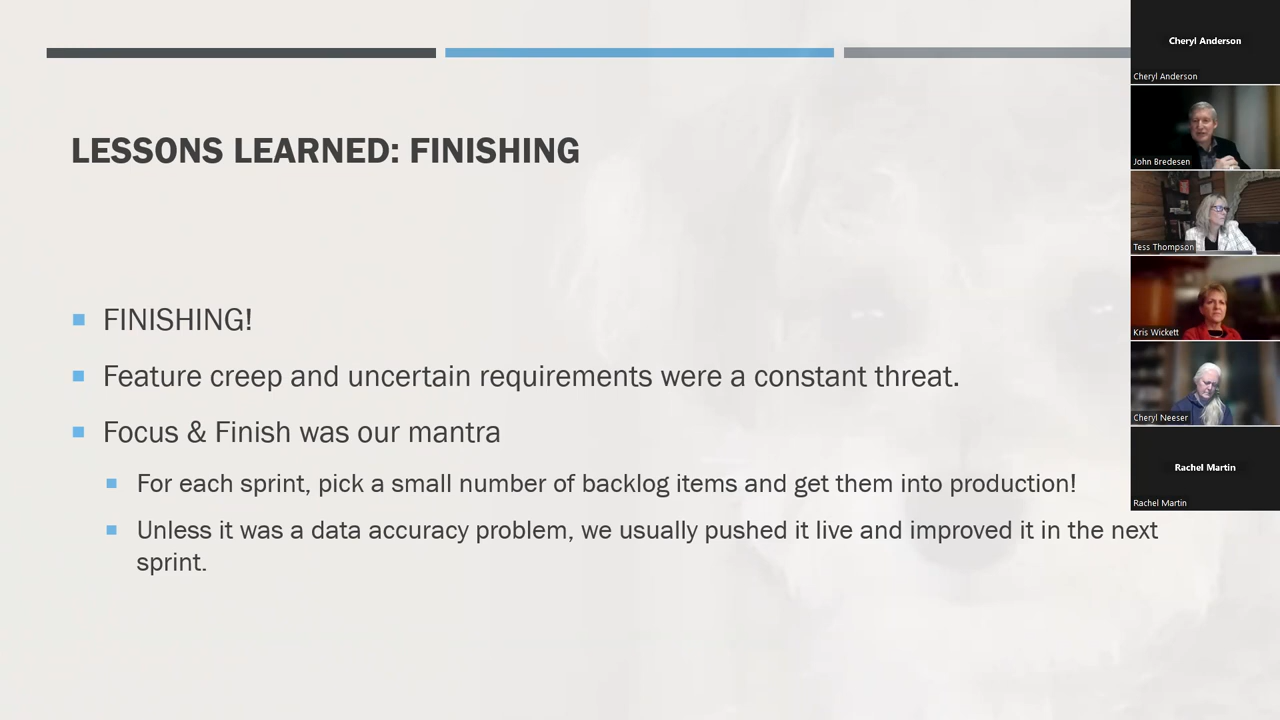 LESSONS LEARNED: FINISHING
FINISHING!
Feature creep and uncertain requirements were a constant threat.
Focus & Finish was our mantra
For each sprint, pick a small number of backlog items and get them into production!
Unless it was a data accuracy problem, we usually pushed it live and improved it in the next
sprint.
Cheryl Anderson
Cheryl Anderson
John Bredesen
Tess Thompson
Kris Wickett
Cheryl Neeser
Rachel Martin
Rachel Martin